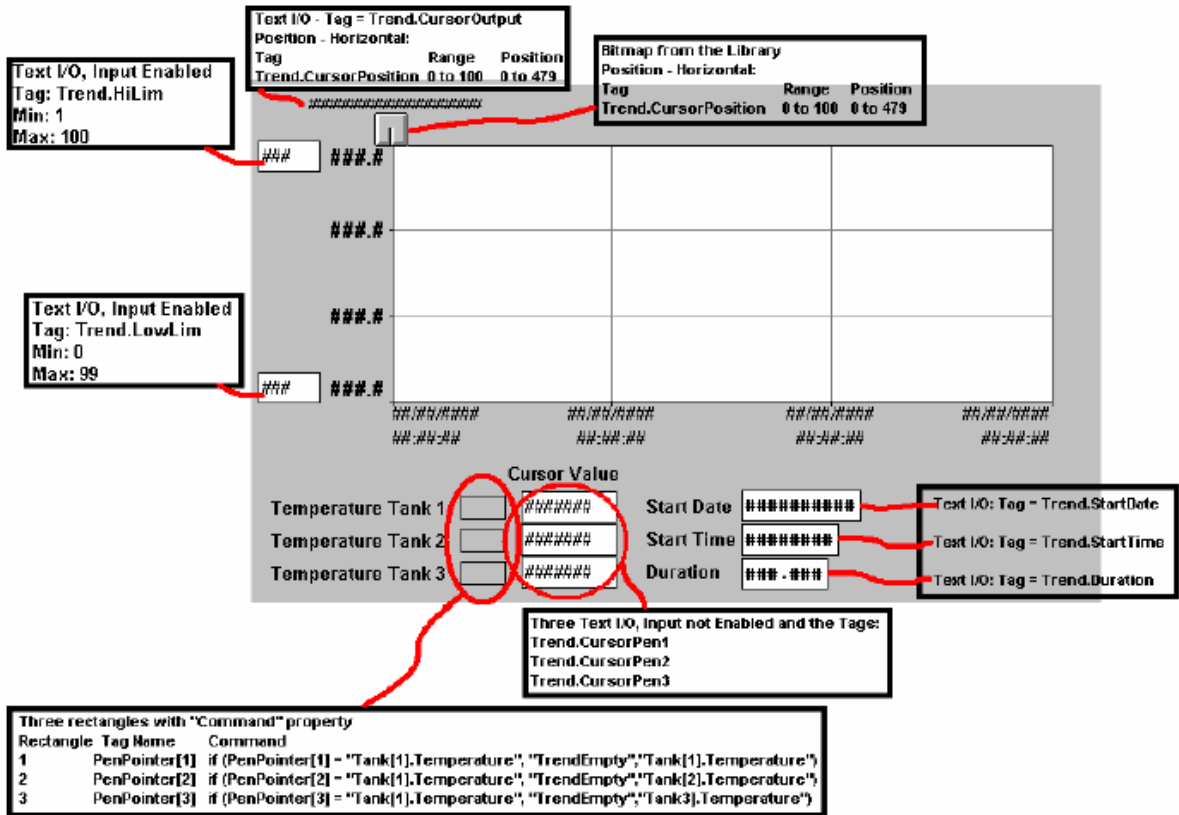 Text I/O - Tag = Trend.CursorOutput
Position - Horizontal:
Tag Range Position
Trend.CursorPosition 0 to 100 0 to 479
Bitmap from the Library
Position - Horizontal:
Tag Range Position
Trend.CursorPosition 0 to 100 0 to 479
Text I/O, Input Enabled
Tag: Trend.HiLim
Min: 1
Max: 100
### ###.#
###.#
Text I/O, Input Enabled
Tag: Trend.LowLim
Min: 0
Max: 99
###.#
### ###.#
##/##/#### ##/##/#### ##/##/#### ##/##/####
##:##:## ##:##:## ##:##:## ##:##:##
Cursor Value
Temperature Tank 1 ####### Start Date ########## Text I/O: Tag = Trend.StartDate
Temperature Tank 2 ####### Start Time ######## Text I/O: Tag = Trend.StartTime
Temperature Tank 3 ####### Duration ###.### Text I/O: Tag = Trend.Duration
Three Text I/O, Input not Enabled and the Tags:
Trend.CursorPen1
Trend.CursorPen2
Trend.CursorPen3
Three rectangles with "Command" property
Rectangle Tag Name Command
1 PenPointer[1] if (PenPointer[1] = "Tank[1].Temperature", "TrendEmpty","Tank[1].Temperature")
2 PenPointer[2] if (PenPointer[2] = "Tank[1].Temperature", "TrendEmpty","Tank[2].Temperature")
3 PenPointer[3] if (PenPointer[3] = "Tank[1].Temperature", "TrendEmpty","Tank3].Temperature")